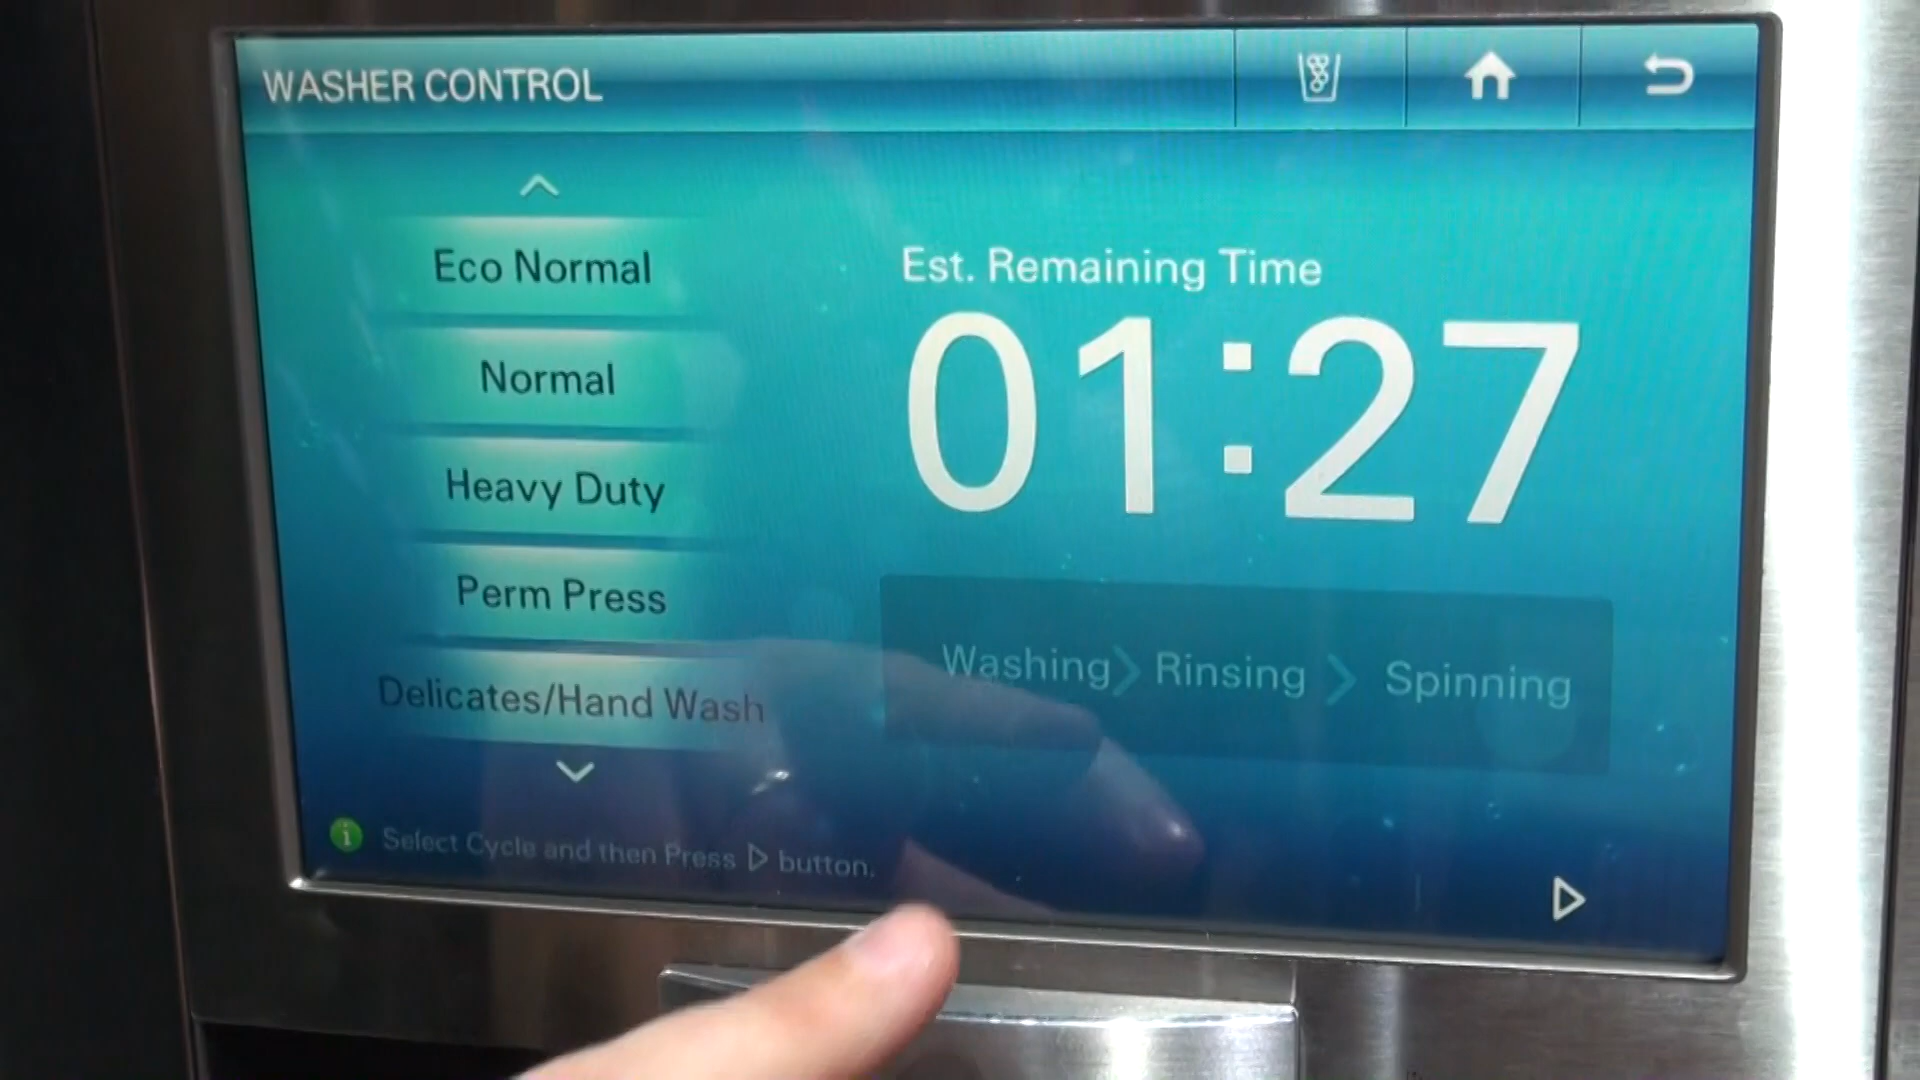 WASHER CONTROL
Eco Normal
Normal
Heavy Duty
Perm Press
Delicates/Hand Wash
Est. Remaining Time
01:27
Washing > Rinsing > Spinning
Select Cycle and then Press ▷ button.